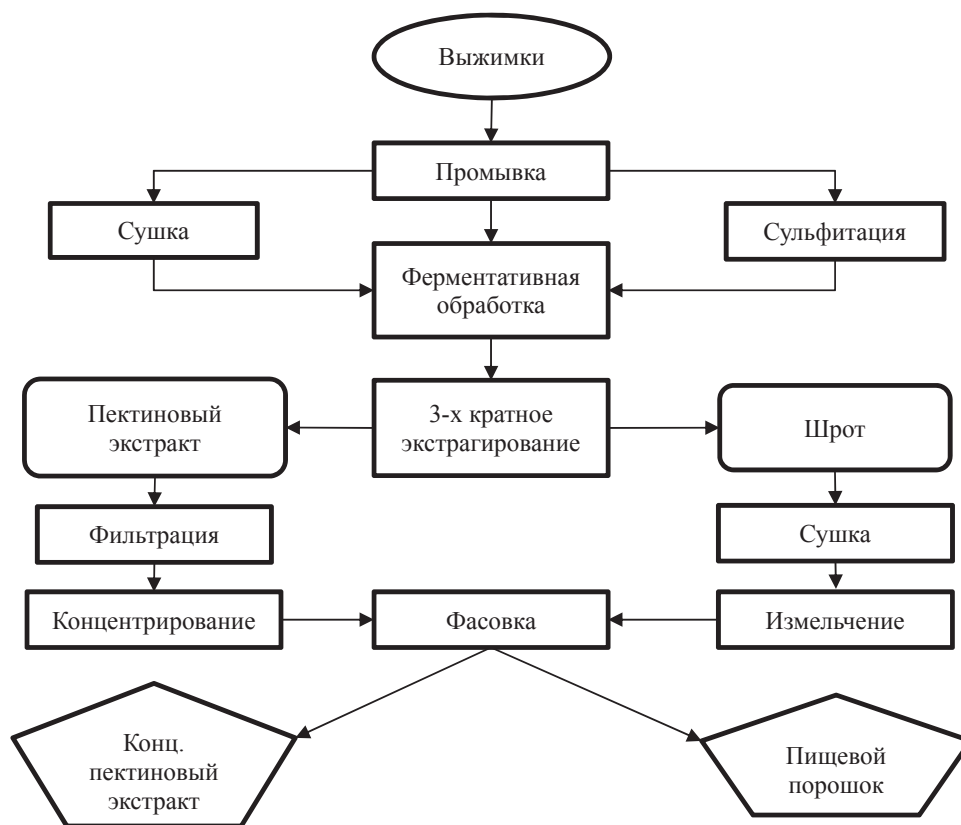 Выжимки
Промывка
Сушка
Сульфитация
Ферментативная
обработка
Пектиновый
экстракт
3-х кратное
экстрагирование
Шрот
Фильтрация
Сушка
Концентрирование
Фасовка
Измельчение
Конц.
пектиновый
экстракт
Пищевой
порошок